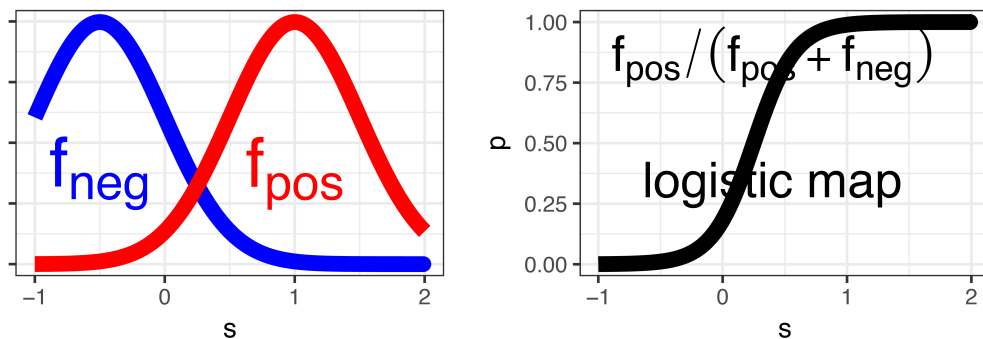 f_neg
f_pos
−1 0 1 2
s
p
1.00
0.75
0.50
0.25
0.00
f_pos/(f_pos + f_neg)
logistic map
−1 0 1 2
s